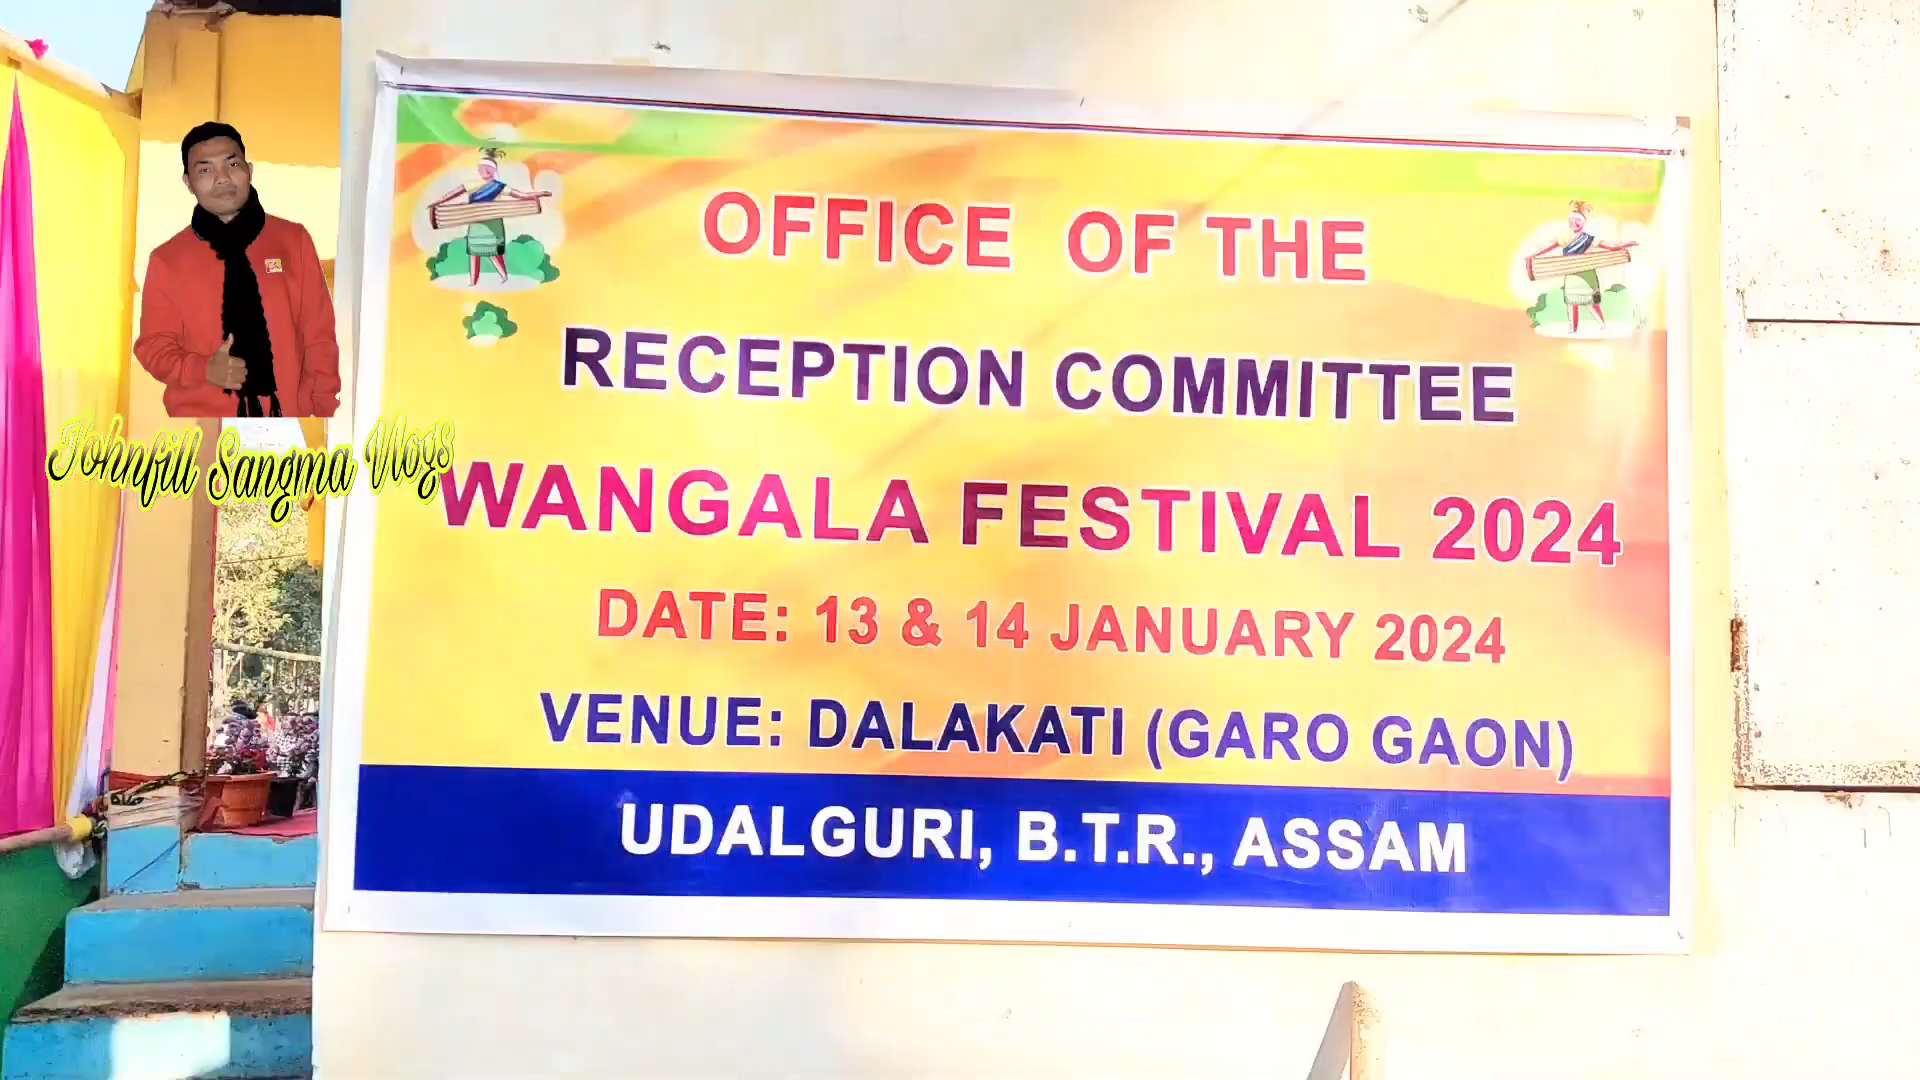 OFFICE OF THE
RECEPTION COMMITTEE
Johnfill Sangma Vlogs
WANGALA FESTIVAL 2024
DATE: 13 & 14 JANUARY 2024
VENUE: DALAKATI (GARO GAON)
UDALGURI, B.T.R., ASSAM